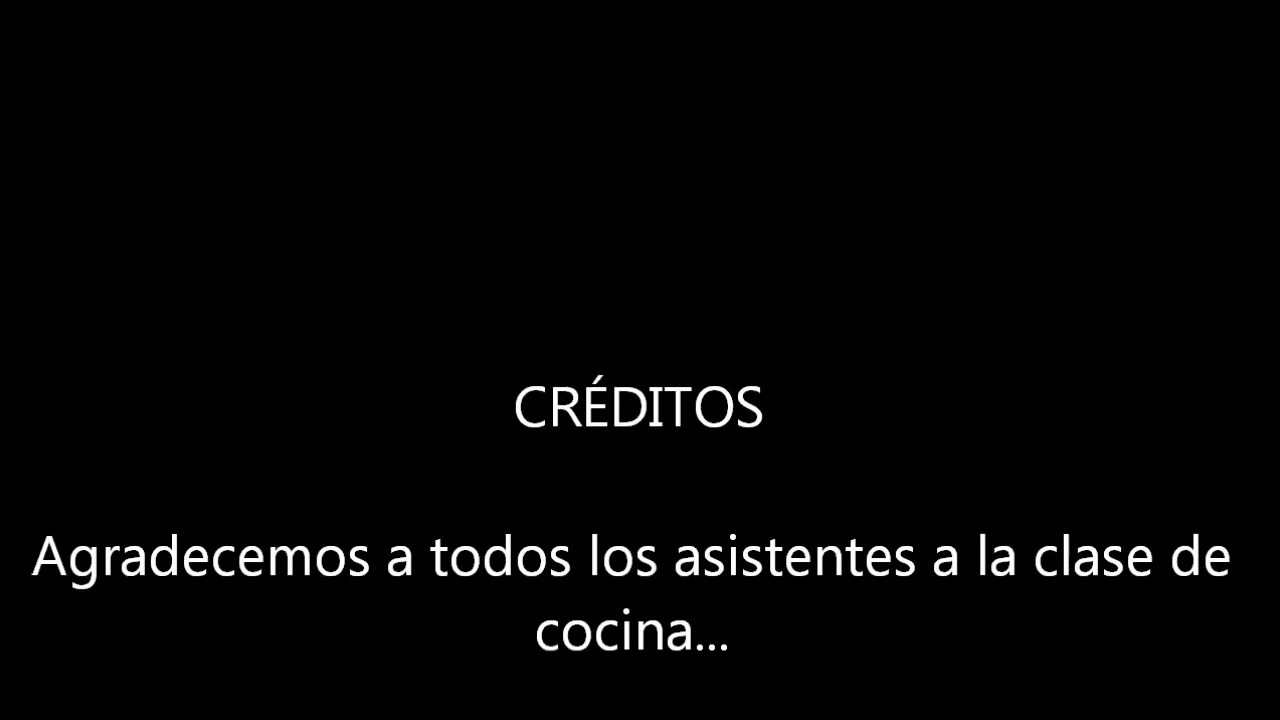 CRÉDITOS
Agradecemos a todos los asistentes a la clase de
cocina...